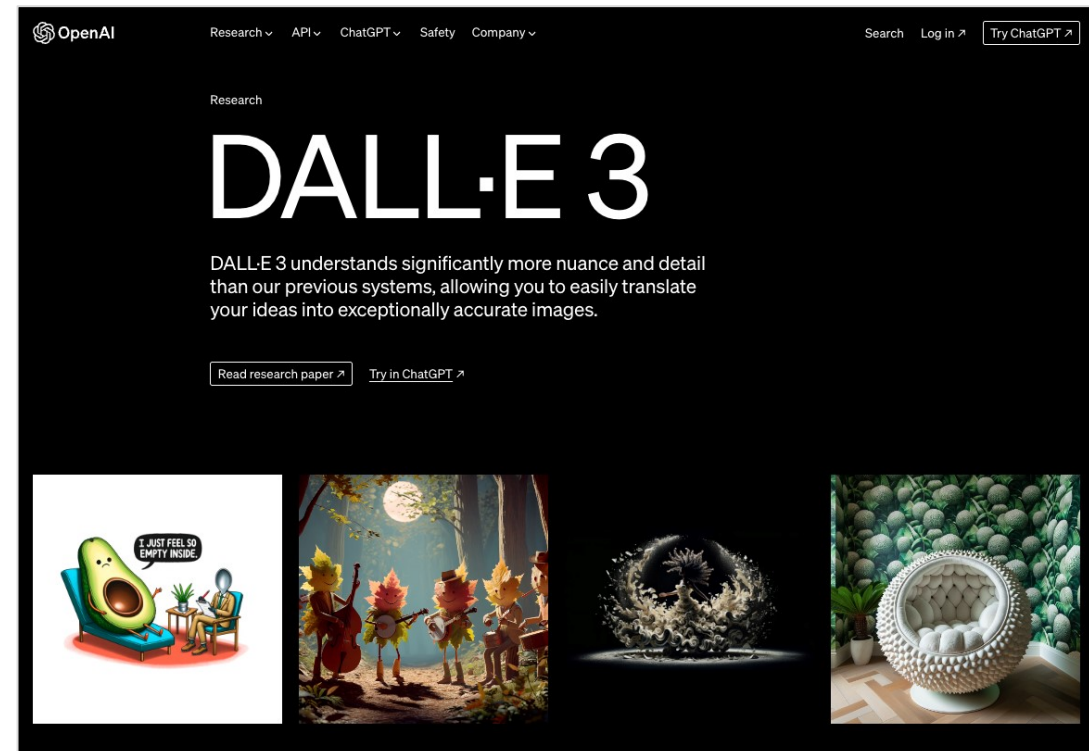 OpenAI
Research API ChatGPT Safety Company
Search Log in ↗ Try ChatGPT ↗
Research
DALL·E 3
DALL·E 3 understands significantly more nuance and detail
than our previous systems, allowing you to easily translate
your ideas into exceptionally accurate images.
Read research paper ↗ Try in ChatGPT ↗
I JUST FEEL SO
EMPTY INSIDE.